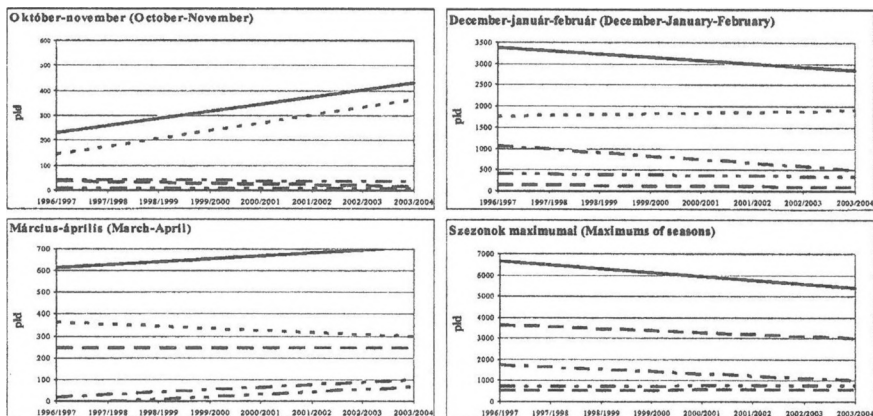 Október-november (October-November)
600
500
400
300
200
100
0
pld
1996/1997 1997/1998 1998/1999 1999/2000 2000/2001 2001/2002 2002/2003 2003/2004
December-január-február (December-January-February)
3500
3000
2500
2000
1500
1000
500
0
pld
1996/1997 1997/1998 1998/1999 1999/2000 2000/2001 2001/2002 2002/2003 2003/2004
Március-április (March-April)
700
600
500
400
300
200
100
0
pld
1996/1997 1997/1998 1998/1999 1999/2000 2000/2001 2001/2002 2002/2003 2003/2004
Szezonok maximumai (Maximums of seasons)
7000
6000
5000
4000
3000
2000
1000
0
pld
1996/1997 1997/1998 1998/1999 1999/2000 2000/2001 2001/2002 2002/2003 2003/2004